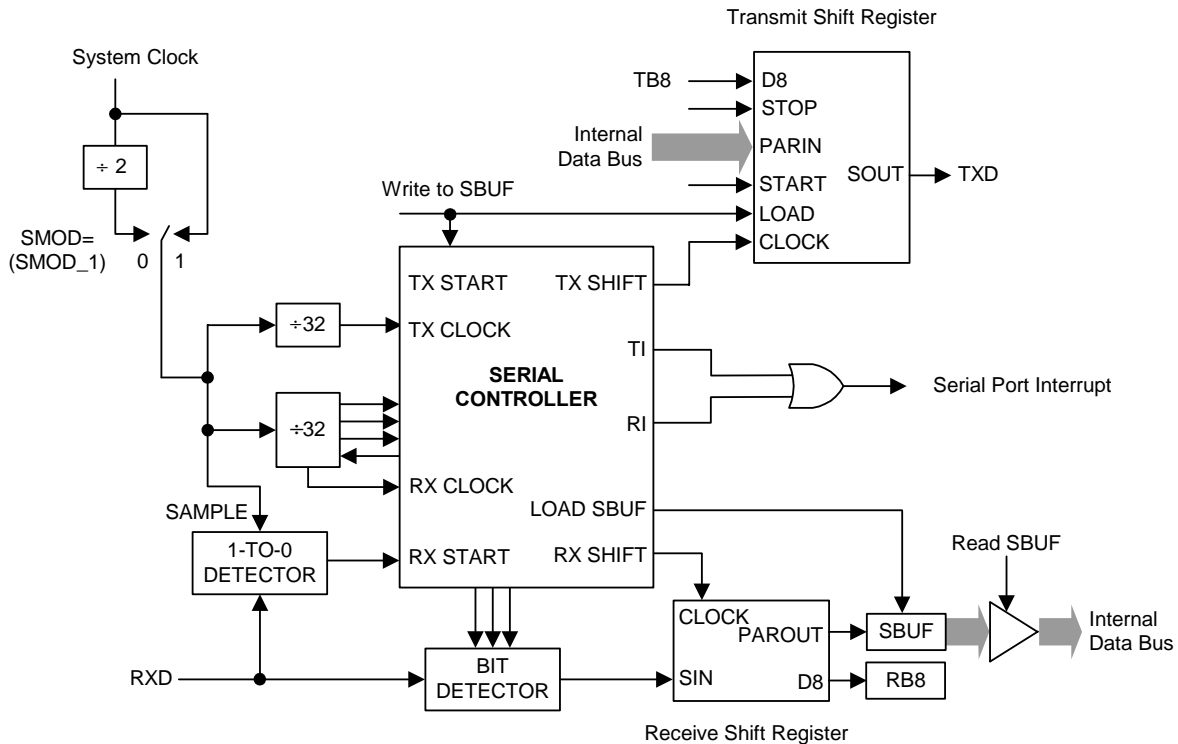 Transmit Shift Register
System Clock
÷ 2
SMOD=
(SMOD_1)
0 1
TB8
Internal
Data Bus
D8
STOP
PARIN
START
LOAD
CLOCK
SOUT
TXD
Write to SBUF
TX START
TX CLOCK
SERIAL
CONTROLLER
RX CLOCK
RX START
TX SHIFT
TI
RI
LOAD SBUF
RX SHIFT
÷32
÷32
Serial Port Interrupt
SAMPLE
1-TO-0
DETECTOR
RXD
BIT
DETECTOR
CLOCK
PAROUT
SIN
D8
SBUF
RB8
Read SBUF
Internal
Data Bus
Receive Shift Register